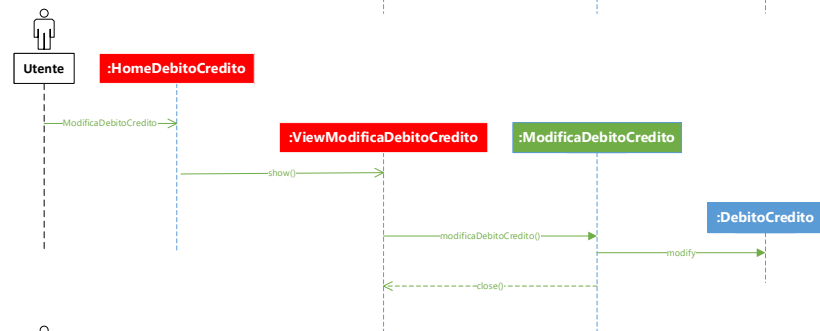 Utente
:HomeDebitoCredito
ModificaDebitoCredito
:ViewModificaDebitoCredito
:ModificaDebitoCredito
show()
:DebitoCredito
modificaDebitoCredito()
modify
close()